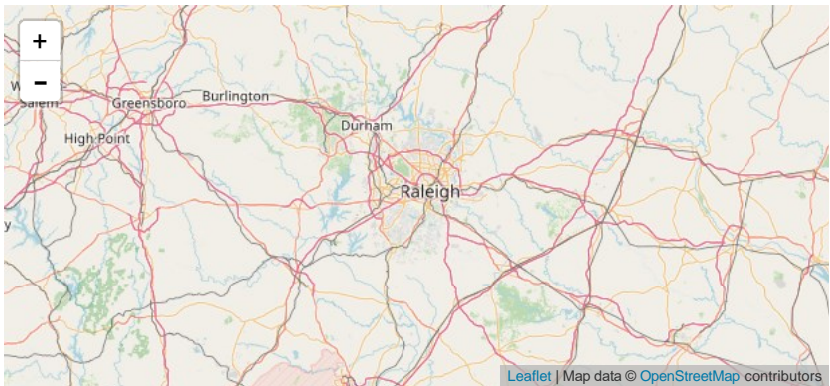 +
−
Salem
Greensboro
Burlington
Durham
High Point
Raleigh
Leaflet | Map data © OpenStreetMap contributors